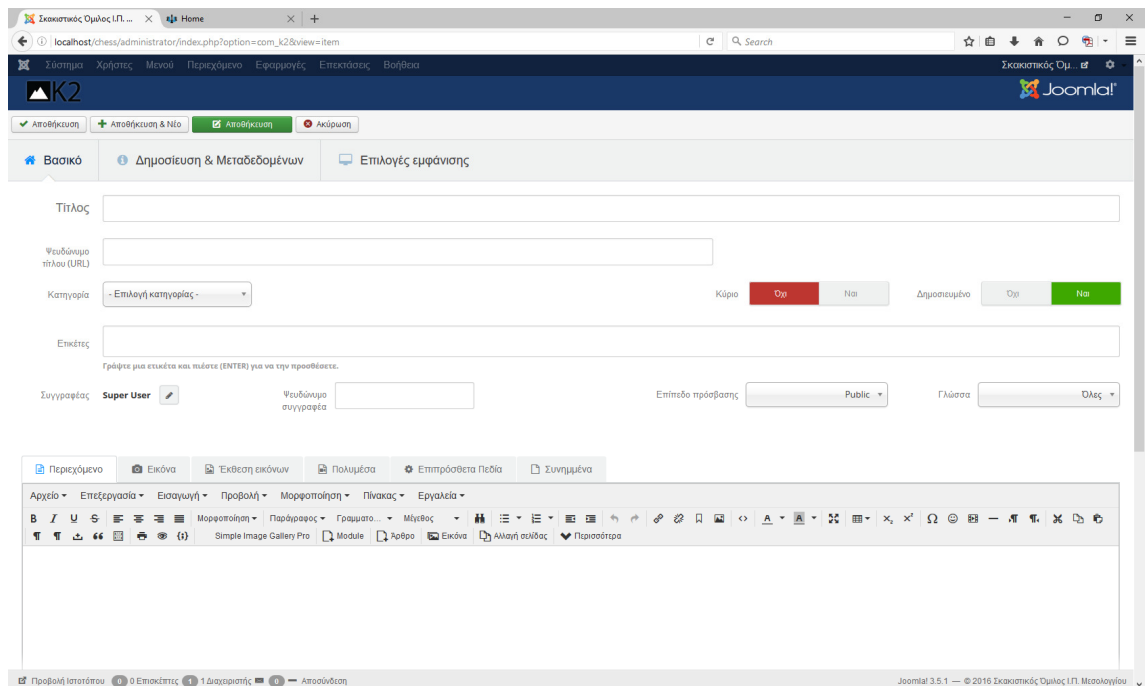 Σκακιστικός Όμιλος Ι.Π. ... Home
localhost/chess/administrator/index.php?option=com_k2&view=item Search
Σύστημα Χρήστες Μενού Περιεχόμενο Εφαρμογές Επεκτάσεις Βοήθεια Σκακιστικός Όμ...
K2 Joomla!
Αποθήκευση Αποθήκευση & Νέο Αποθήκευση Ακύρωση
Βασικό Δημοσίευση & Μεταδεδομένων Επιλογές εμφάνισης
Τίτλος
Ψευδώνυμο
τίτλου (URL)
Κατηγορία - Επιλογή κατηγορίας - Κύριο Όχι Ναι Δημοσιευμένο Όχι Ναι
Ετικέτες
Γράψτε μια ετικέτα και πιέστε (ENTER) για να την προσθέσετε.
Συγγραφέας Super User Ψευδώνυμο συγγραφέα Επίπεδο πρόσβασης Public Γλώσσα Όλες
Περιεχόμενο Εικόνα Έκθεση εικόνων Πολυμέσα Επιπρόσθετα Πεδία Συνημμένα
Αρχείο Επεξεργασία Εισαγωγή Προβολή Μορφοποίηση Πίνακας Εργαλεία
B I U S Μορφοποίηση Παράγραφος Γραμματο... Μέγεθος
Simple Image Gallery Pro Module Άρθρο Εικόνα Αλλαγή σελίδας Περισσότερα
Προβολή Ιστοτόπου 0 0 Επισκέπτες 1 1 Διαχειριστής 0 Αποσύνδεση Joomla! 3.5.1 — © 2016 Σκακιστικός Όμιλος Ι.Π. Μεσολογγίου